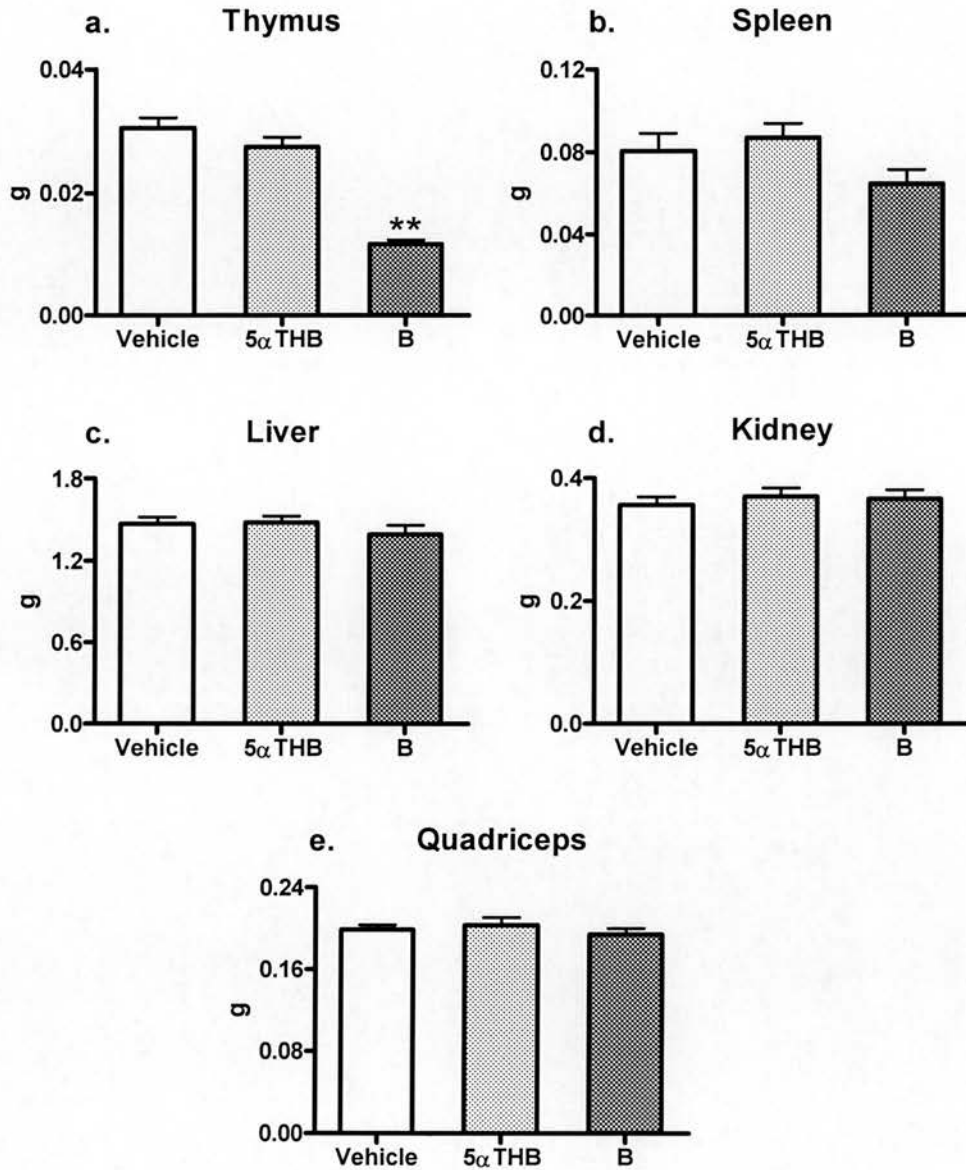 a. Thymus
0.04
0.02
0.00
g
**
Vehicle 5α THB B
b. Spleen
0.12
0.08
0.04
0.00
g
Vehicle 5α THB B
c. Liver
1.8
1.2
0.6
0.0
g
Vehicle 5α THB B
d. Kidney
0.4
0.2
0.0
g
Vehicle 5α THB B
e. Quadriceps
0.24
0.16
0.08
0.00
g
Vehicle 5α THB B